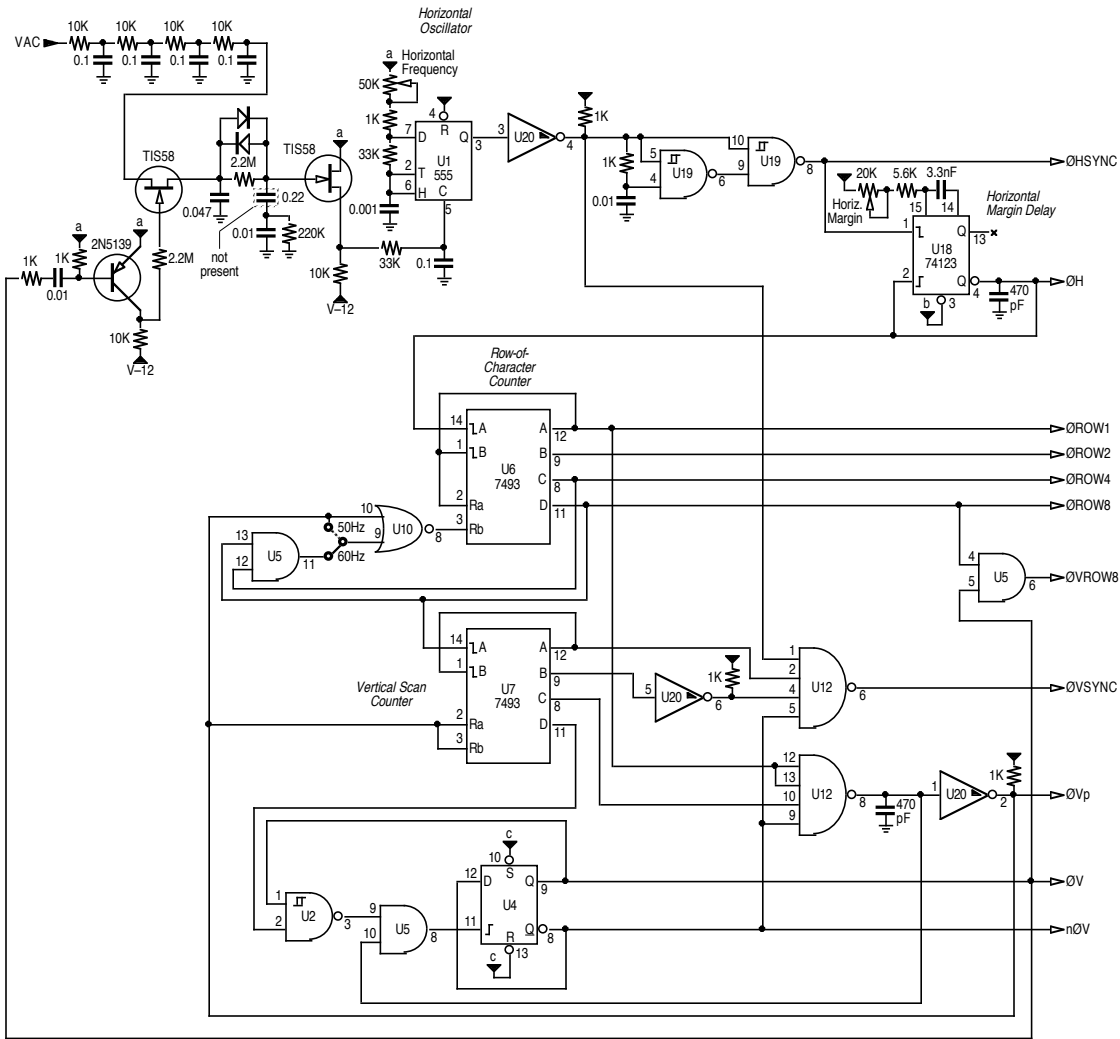 Horizontal
Oscillator
VAC
10K
10K
10K
10K
0.1
0.1
0.1
0.1
a
Horizontal
Frequency
50K
1K
33K
0.001
7
2
6
D
T
H
4
R
Q
3
U1
555
C
5
3
U20
4
1K
1K
0.01
5
4
U19
6
10
9
U19
8
ØHSYNC
TIS58
2.2M
0.047
0.22
0.01
220K
not
present
TIS58
a
10K
V–12
33K
0.1
20K
Horiz.
Margin
5.6K
3.3nF
Horizontal
Margin Delay
15
14
1
2
U18
74123
Q
13
Q
4
b
3
470
pF
ØH
a
a
2N5139
1K
1K
0.01
2.2M
10K
V–12
Row-of-
Character
Counter
14
A
1
B
U6
7493
2
Ra
3
Rb
A
12
B
9
C
8
D
11
ØROW1
ØROW2
ØROW4
ØROW8
10
9
U10
8
50Hz
60Hz
13
12
U5
11
4
5
U5
6
ØVROW8
Vertical Scan
Counter
14
A
1
B
U7
7493
2
Ra
3
Rb
A
12
B
9
C
8
D
11
5
U20
6
1K
1
2
4
5
U12
6
ØVSYNC
12
13
10
9
U12
8
470
pF
1
U20
2
1K
ØVp
1
2
U2
3
9
10
U5
8
c
10
S
12
D
Q
9
U4
11
Q
8
R
13
c
ØV
nØV